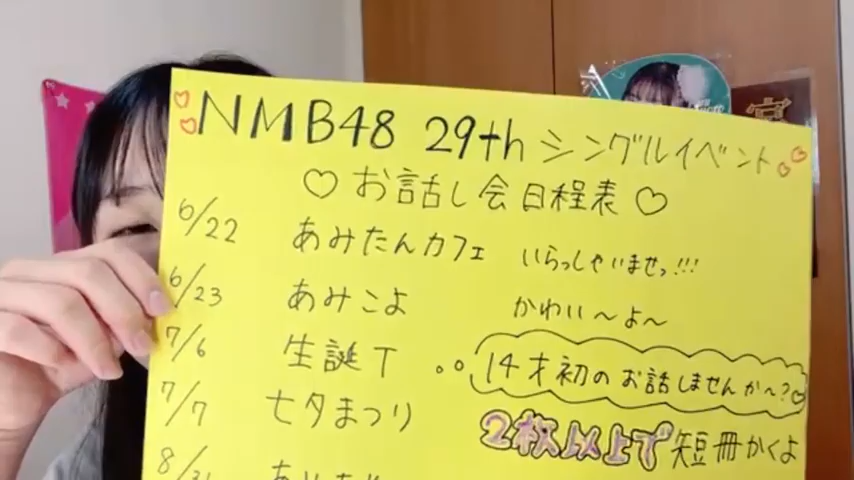 NMB48 29th シングルイベント
♡お話し会日程表♡
6/22 あみたんカフェ いらっしゃいませっ!!!
6/23 あみこよ かわい〜よ〜
7/6 生誕T 14才初のお話しませんか〜?♡
7/7 七夕まつり 2枚以上で短冊かくよ
8/31